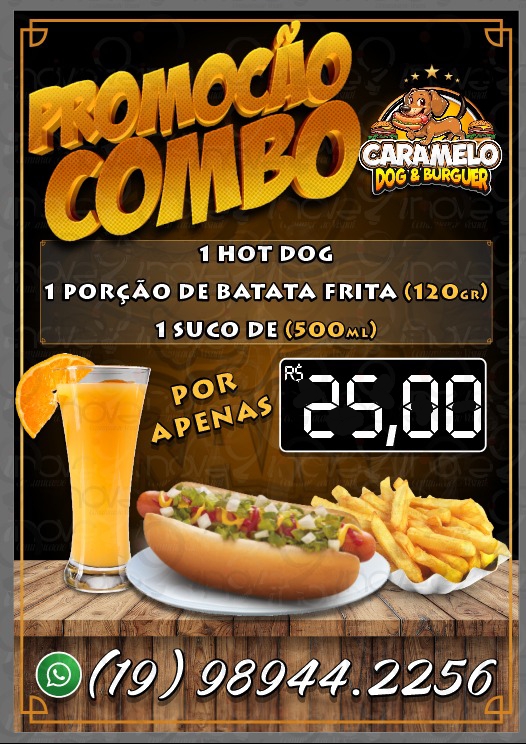 PROMOÇÃO
COMBO
CARAMELO
DOG & BURGUER
1 HOT DOG
1 PORÇÃO DE BATATA FRITA (120GR)
1 SUCO DE (500ML)
POR
APENAS
R$ 25,00
(19) 98944.2256